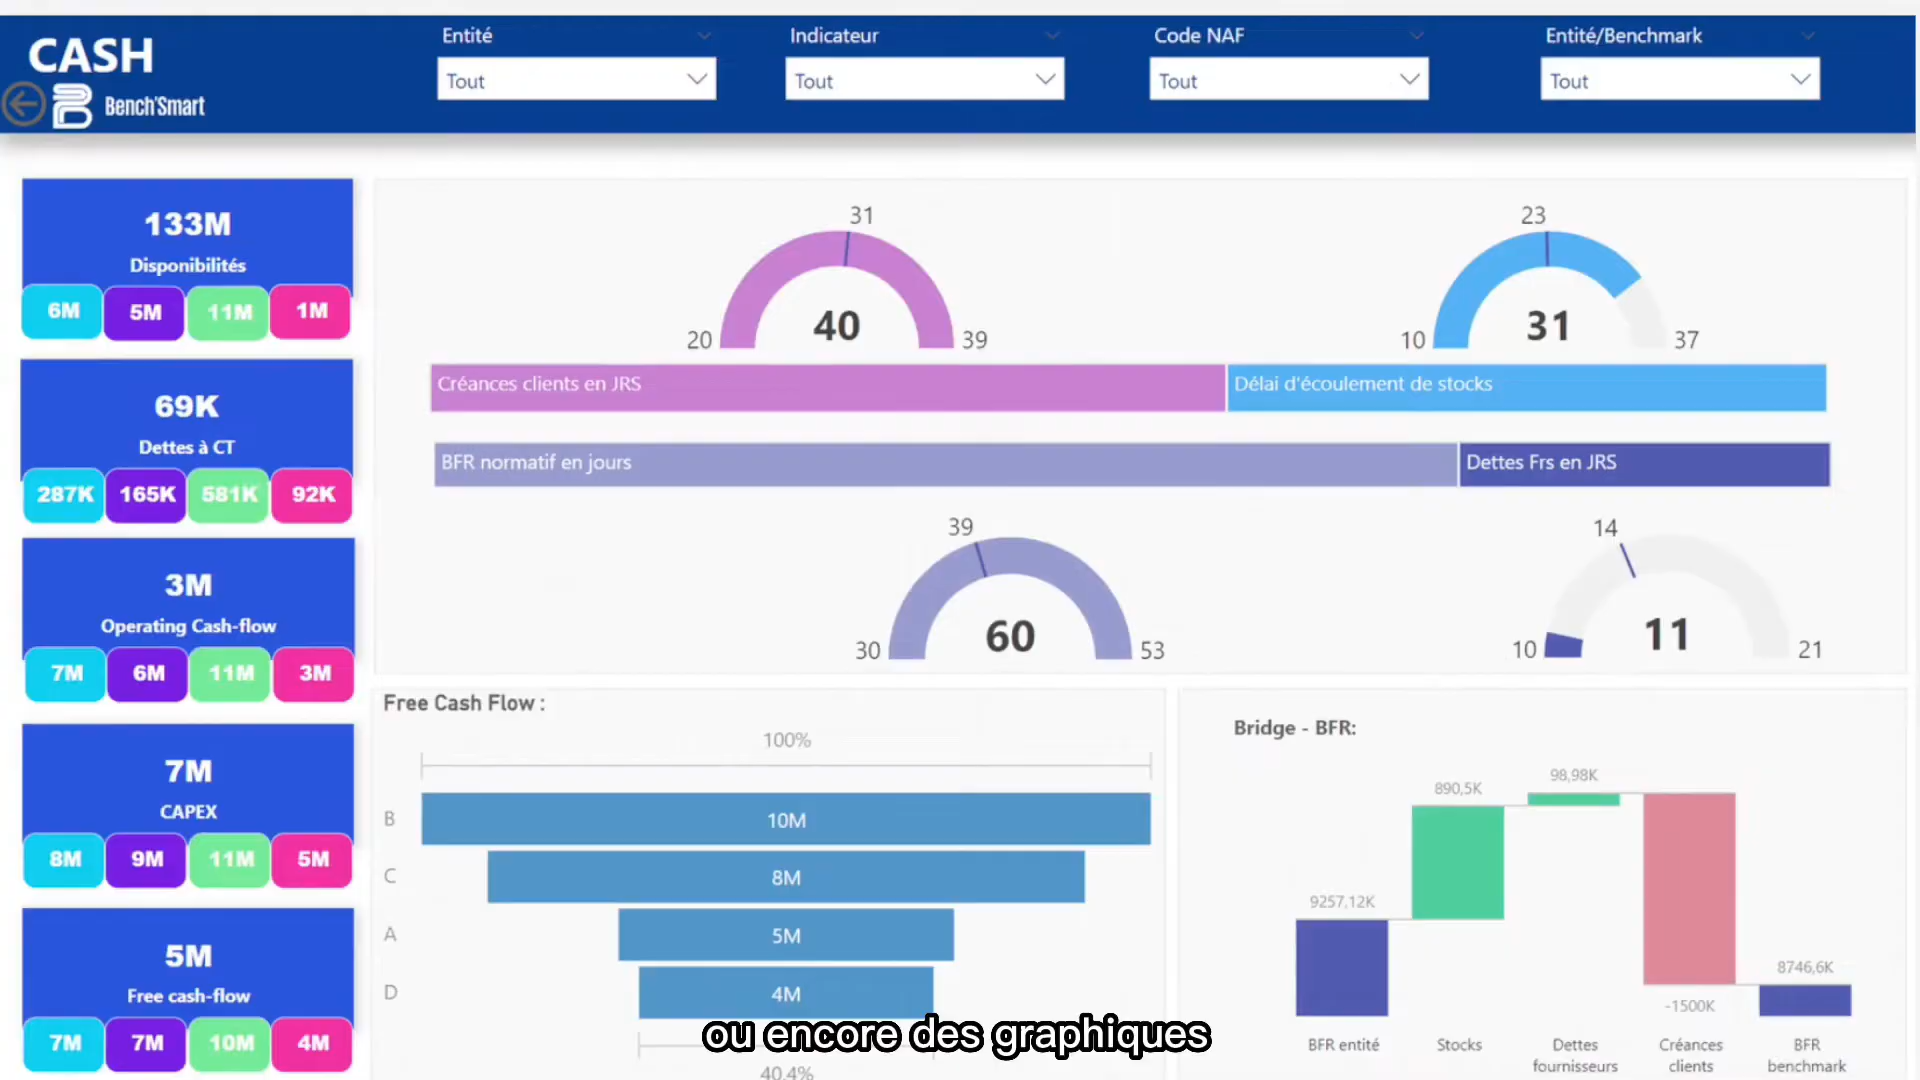 CASH
Bench'Smart
Entité
Tout
Indicateur
Tout
Code NAF
Tout
Entité/Benchmark
Tout
133M
Disponibilités
6M 5M 11M 1M
69K
Dettes à CT
287K 165K 581K 92K
3M
Operating Cash-flow
7M 6M 11M 3M
7M
CAPEX
8M 9M 11M 5M
5M
Free cash-flow
7M 7M 10M 4M
31
20 40 39
23
10 31 37
Créances clients en JRS
Délai d'écoulement de stocks
BFR normatif en jours
Dettes Frs en JRS
39
30 60 53
14
10 11 21
Free Cash Flow :
100%
B 10M
C 8M
A 5M
D 4M
40,4%
Bridge - BFR:
9257,12K
890,5K
98,98K
-1500K
8746,6K
BFR entité
Stocks
Dettes
fournisseurs
Créances
clients
BFR
benchmark
ou encore des graphiques